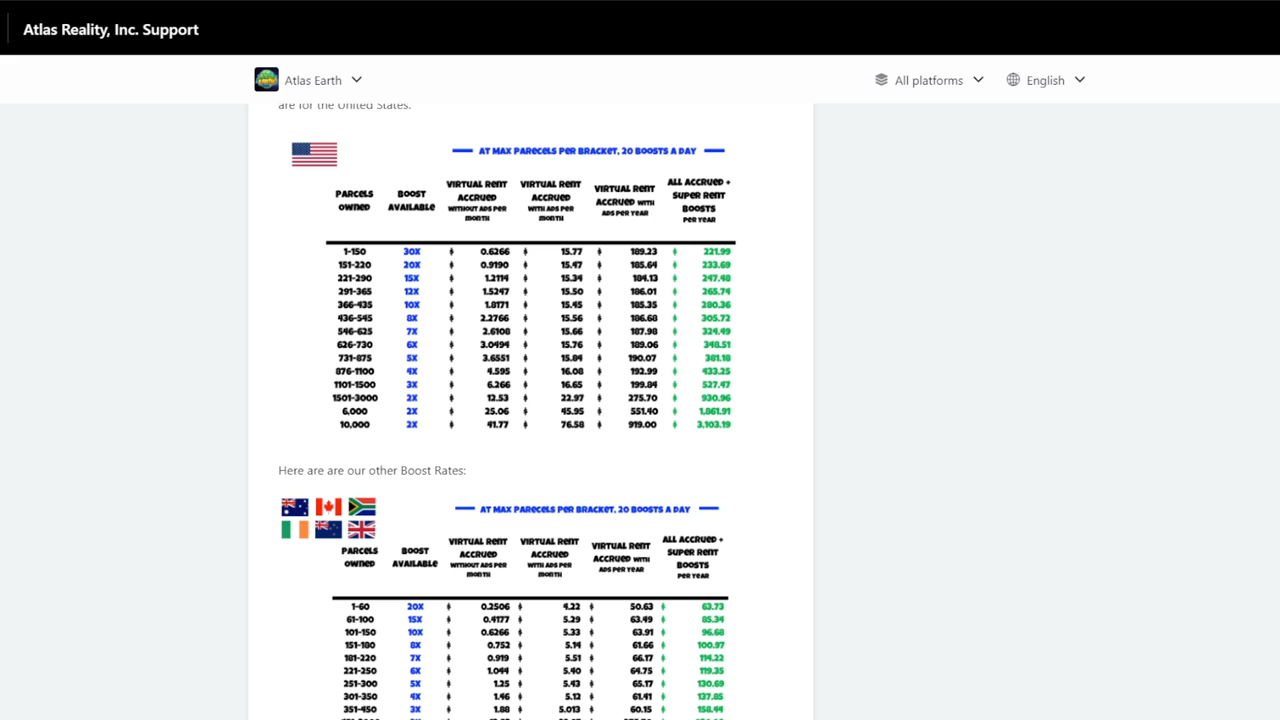 Atlas Reality, Inc. Support
Atlas Earth
All platforms
English
are for the United States.
AT MAX PARECELS PER BRACKET, 20 BOOSTS A DAY
PARCELS OWNED BOOST AVAILABLE VIRTUAL RENT ACCRUED WITHOUT ADS PER MONTH VIRTUAL RENT ACCRUED WITH ADS PER MONTH VIRTUAL RENT ACCRUED WITH ADS PER YEAR ALL ACCRUED + SUPER RENT BOOSTS PER YEAR
1-150 30X 0.6266 15.77 189.23 221.99
151-220 20X 0.9190 15.47 185.64 233.69
221-290 15X 1.2114 15.34 184.13 247.48
291-365 12X 1.5247 15.50 186.01 265.74
366-435 10X 1.8171 15.45 185.35 280.36
436-545 8X 2.2766 15.56 186.68 305.72
546-625 7X 2.6108 15.66 187.98 324.49
626-730 6X 3.0494 15.76 189.06 348.51
731-875 5X 3.6551 15.84 190.07 381.18
876-1100 4X 4.595 16.08 192.99 433.25
1101-1500 3X 6.266 16.65 199.84 527.47
1501-3000 2X 12.53 22.97 275.70 930.96
6,000 2X 25.06 45.95 551.40 1,861.91
10,000 2X 41.77 76.58 919.00 3,103.19
Here are are our other Boost Rates:
AT MAX PARECELS PER BRACKET, 20 BOOSTS A DAY
PARCELS OWNED BOOST AVAILABLE VIRTUAL RENT ACCRUED WITHOUT ADS PER MONTH VIRTUAL RENT ACCRUED WITH ADS PER MONTH VIRTUAL RENT ACCRUED WITH ADS PER YEAR ALL ACCRUED + SUPER RENT BOOSTS PER YEAR
1-60 20X 0.2506 4.22 50.63 63.73
61-100 15X 0.4177 5.29 63.49 85.34
101-150 10X 0.6266 5.33 63.91 96.68
151-180 8X 0.752 5.14 61.66 100.97
181-220 7X 0.919 5.51 66.17 114.22
221-250 6X 1.044 5.40 64.75 119.35
251-300 5X 1.25 5.43 65.17 130.69
301-350 4X 1.46 5.12 61.41 137.85
351-450 3X 1.88 5.013 60.15 158.44